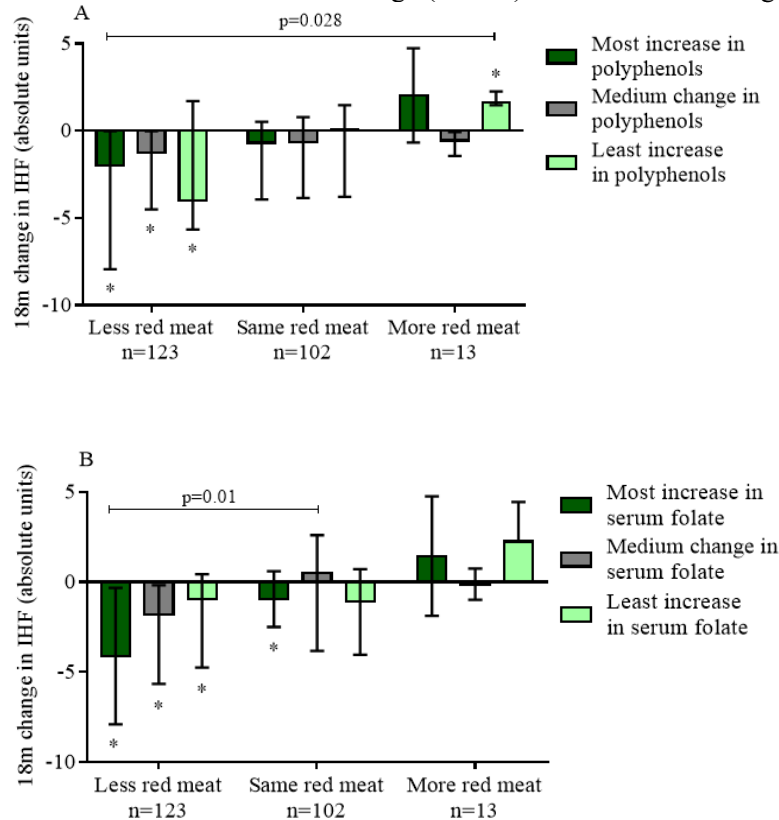 A
p=0.028
18m change in IHF (absolute units)
5
0
-5
-10
*
*
*
*
Less red meat
n=123
Same red meat
n=102
More red meat
n=13
Most increase in
polyphenols
Medium change in
polyphenols
Least increase
in polyphenols
B
p=0.01
18m change in IHF (absolute units)
5
0
-5
-10
*
*
*
*
Less red meat
n=123
Same red meat
n=102
More red meat
n=13
Most increase in
serum folate
Medium change in
serum folate
Least increase
in serum folate